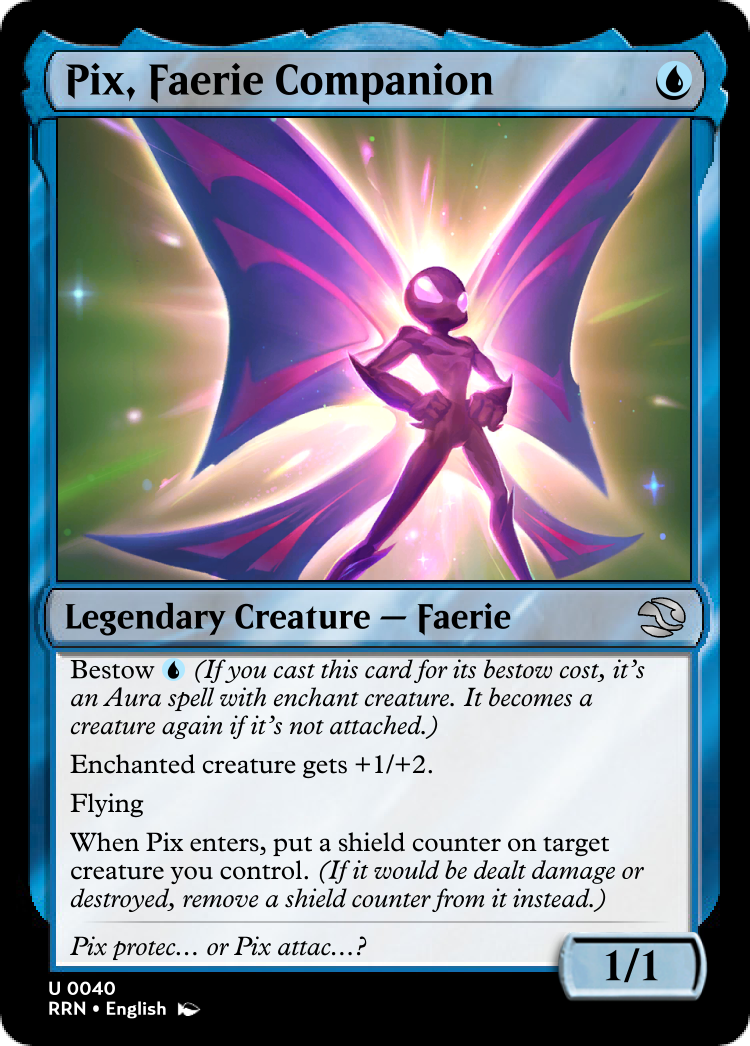 Pix, Faerie Companion
Legendary Creature — Faerie
Bestow (If you cast this card for its bestow cost, it's
an Aura spell with enchant creature. It becomes a
creature again if it's not attached.)
Enchanted creature gets +1/+2.
Flying
When Pix enters, put a shield counter on target
creature you control. (If it would be dealt damage or
destroyed, remove a shield counter from it instead.)
Pix protec... or Pix attac...?
1/1
U 0040
RRN • English